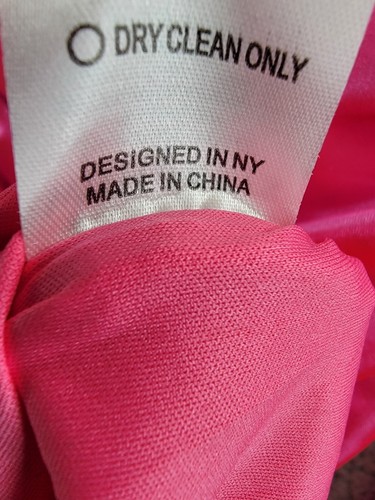 DRY CLEAN ONLY
DESIGNED IN NY
MADE IN CHINA